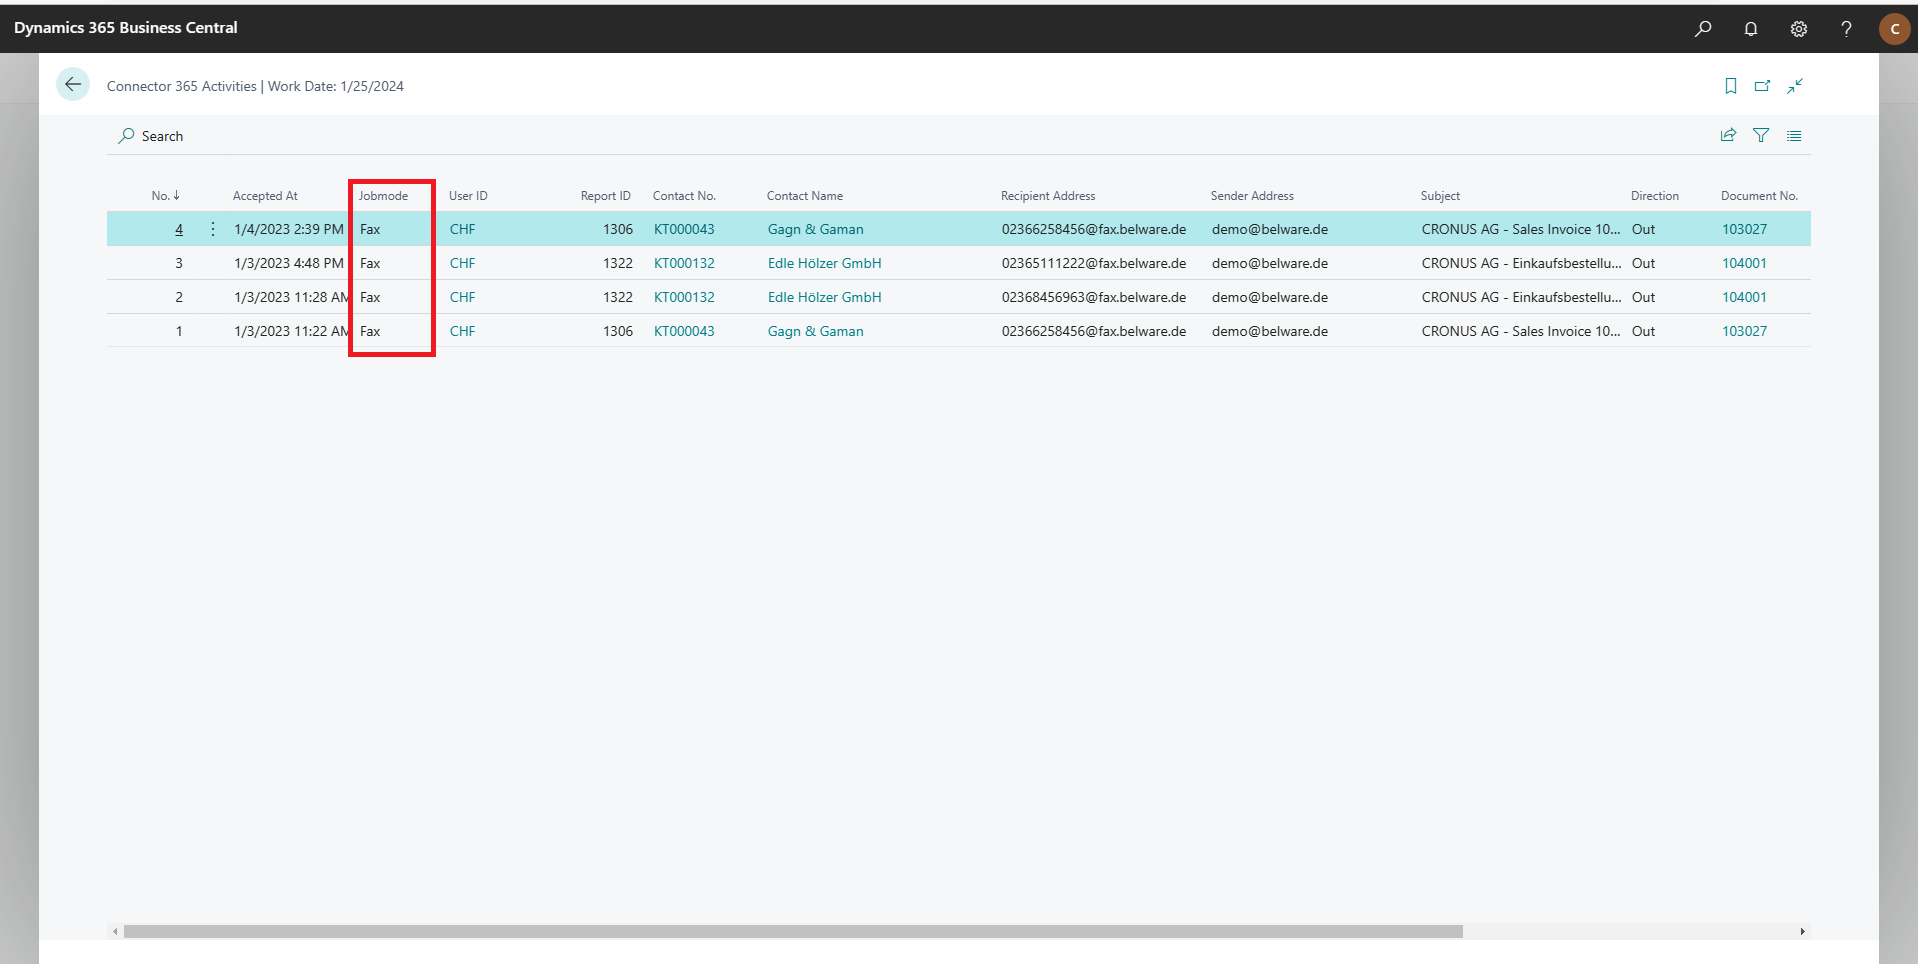 Dynamics 365 Business Central
C
Connector 365 Activities | Work Date: 1/25/2024
Search
No.↓ Accepted At Jobmode User ID Report ID Contact No. Contact Name Recipient Address Sender Address Subject Direction Document No.
4 1/4/2023 2:39 PM Fax CHF 1306 KT000043 Gagn & Gaman 02366258456@fax.belware.de demo@belware.de CRONUS AG - Sales Invoice 10... Out 103027
3 1/3/2023 4:48 PM Fax CHF 1322 KT000132 Edle Hölzer GmbH 02365111222@fax.belware.de demo@belware.de CRONUS AG - Einkaufsbestellu... Out 104001
2 1/3/2023 11:28 AM Fax CHF 1322 KT000132 Edle Hölzer GmbH 02368456963@fax.belware.de demo@belware.de CRONUS AG - Einkaufsbestellu... Out 104001
1 1/3/2023 11:22 AM Fax CHF 1306 KT000043 Gagn & Gaman 02366258456@fax.belware.de demo@belware.de CRONUS AG - Sales Invoice 10... Out 103027